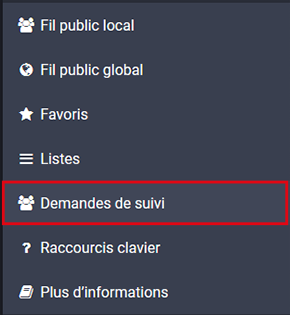 Fil public local
Fil public global
Favoris
Listes
Demandes de suivi
Raccourcis clavier
Plus d’informations